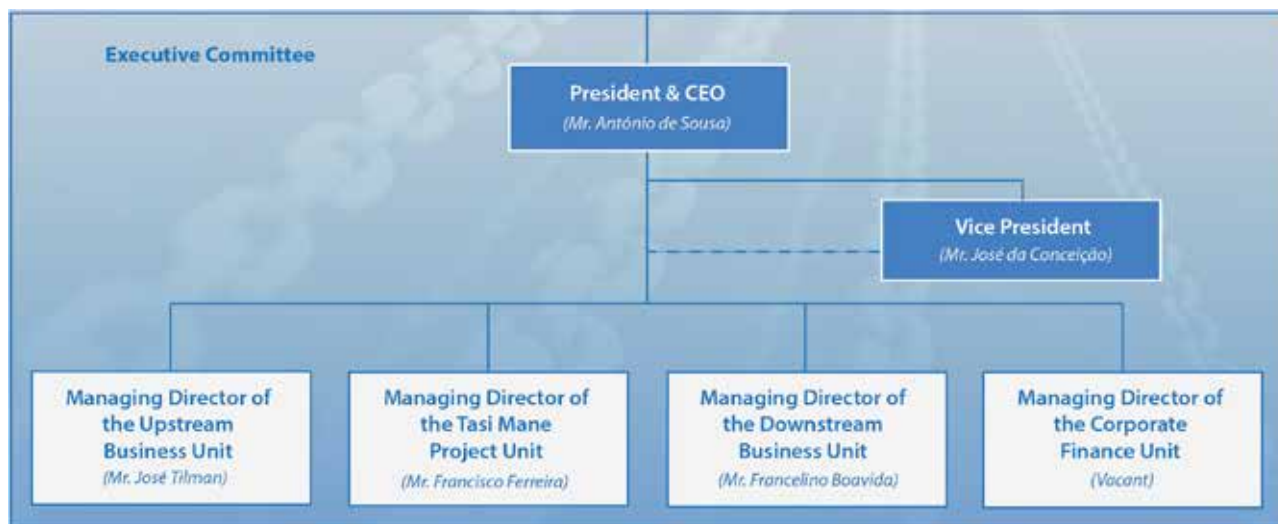 Executive Committee
President & CEO
(Mr. António de Sousa)
Vice President
(Mr. José da Conceição)
Managing Director of
the Upstream
Business Unit
(Mr. José Tilman)
Managing Director of
the Tasi Mane
Project Unit
(Mr. Francisco Ferreira)
Managing Director of
the Downstream
Business Unit
(Mr. Francelino Boavida)
Managing Director of
the Corporate
Finance Unit
(Vacant)